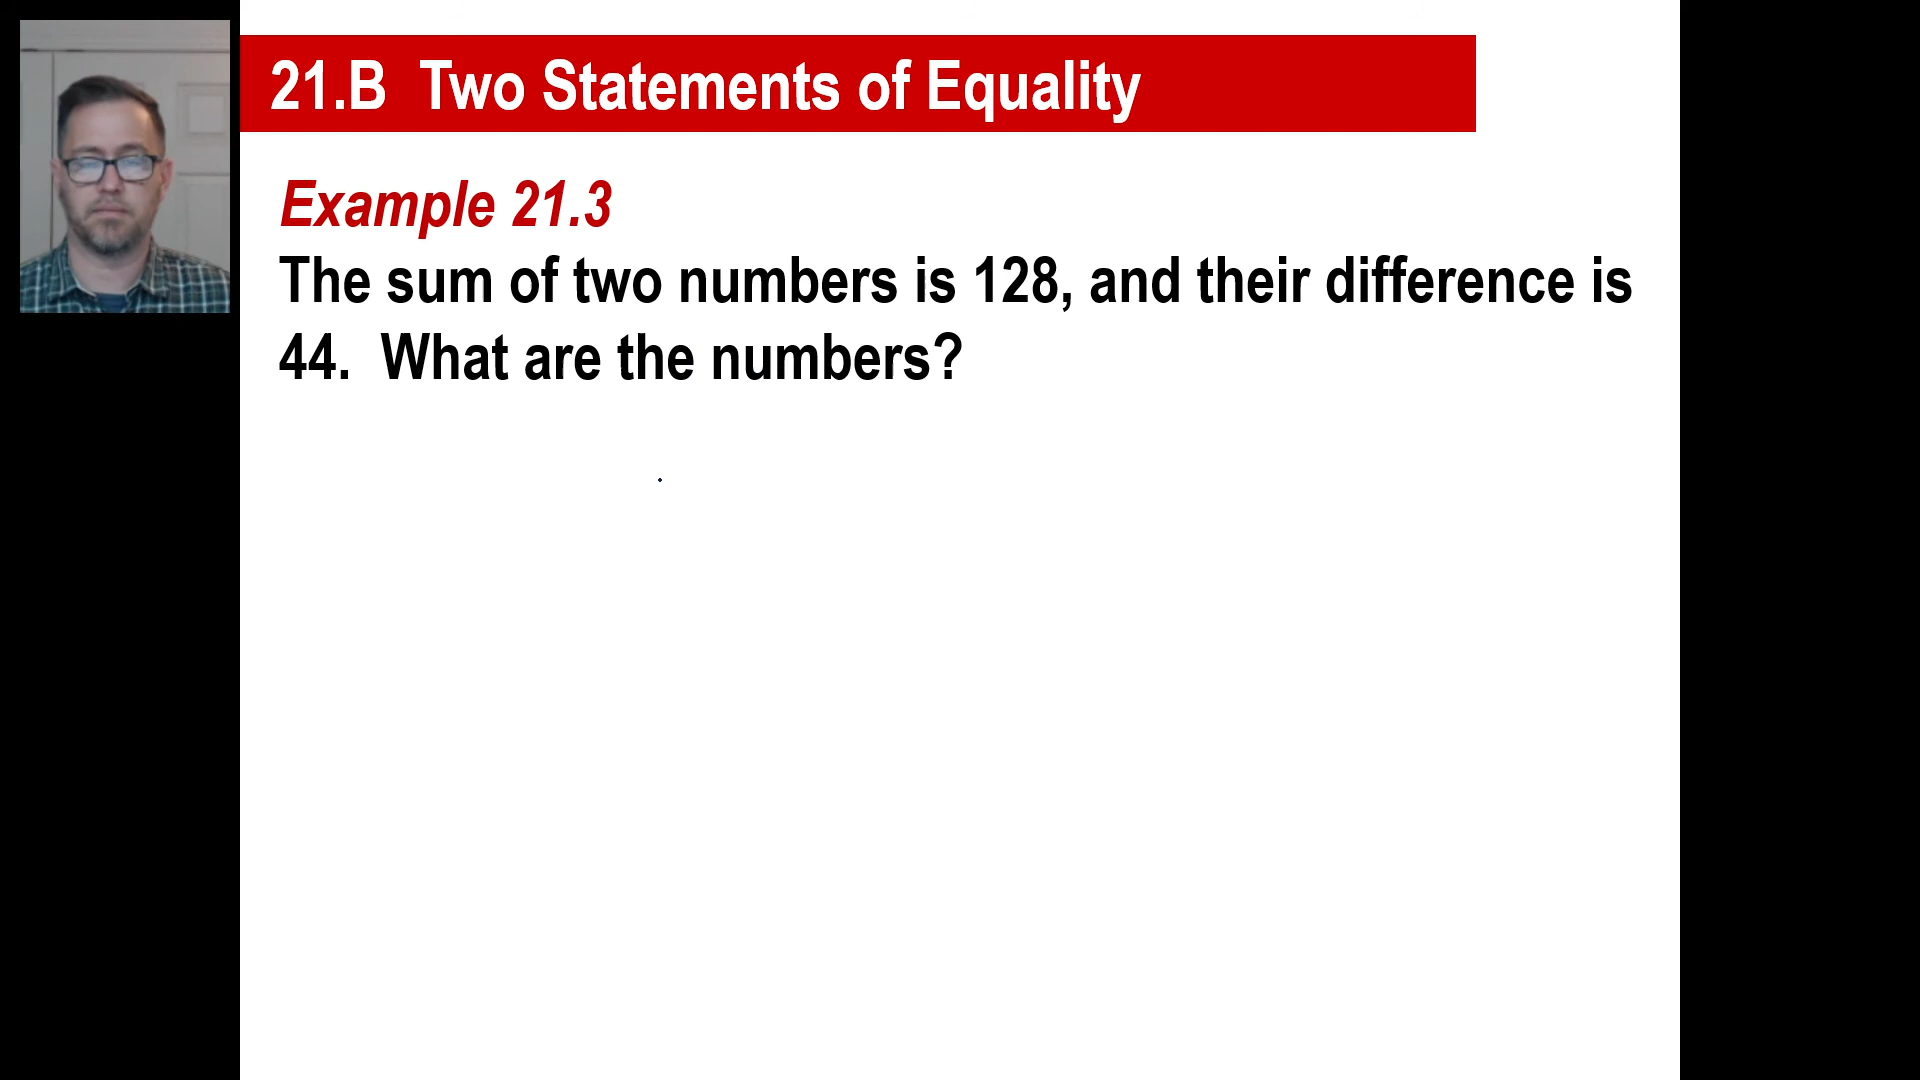 21.B  Two Statements of Equality
Example 21.3
The sum of two numbers is 128, and their difference is
44.  What are the numbers?